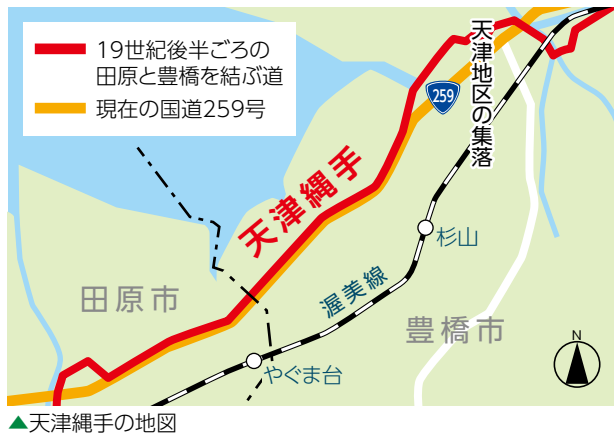 19世紀後半ごろの
田原と豊橋を結ぶ道
現在の国道259号
259
天津地区の集落
天津縄手
杉山
渥美線
田原市
豊橋市
やぐま台
N
▲天津縄手の地図